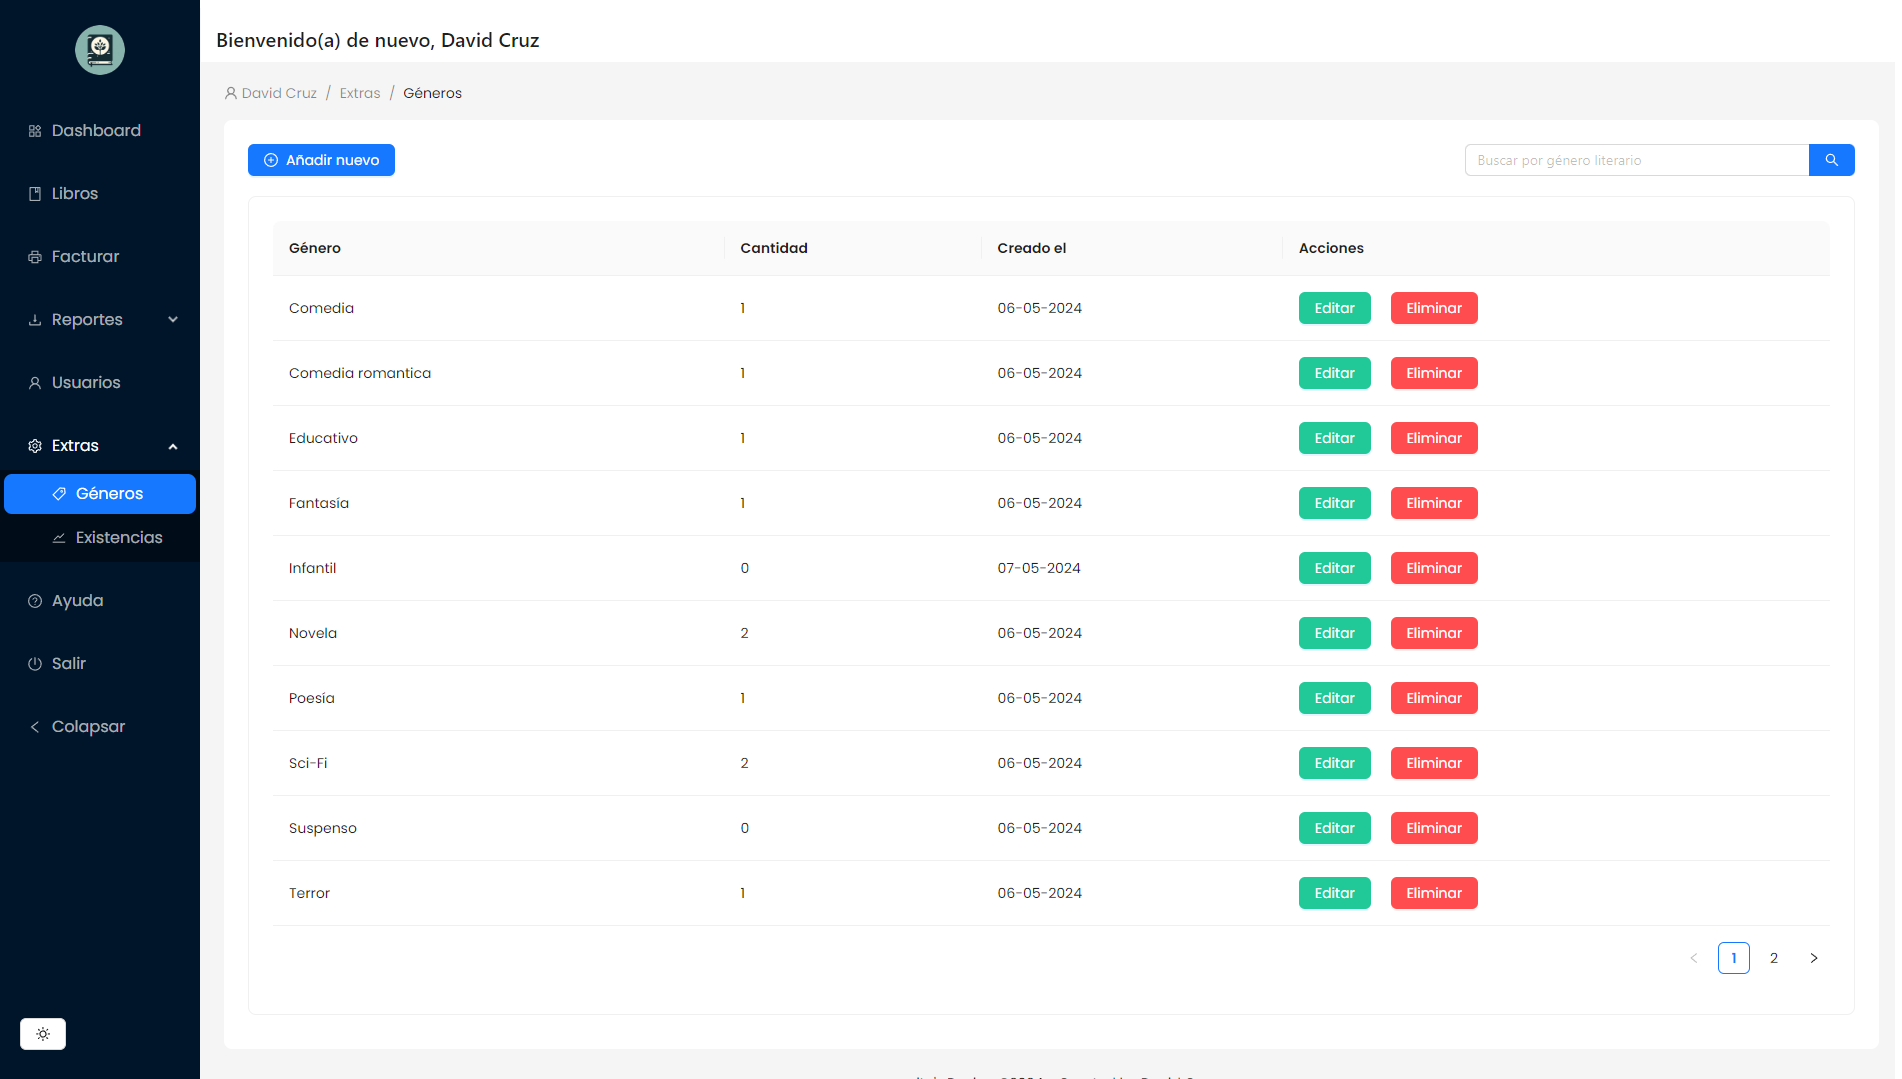 Bienvenido(a) de nuevo, David Cruz
David Cruz / Extras / Géneros
Dashboard
Libros
Facturar
Reportes
Usuarios
Extras
Géneros
Existencias
Ayuda
Salir
Colapsar
Añadir nuevo
Buscar por género literario
Género Cantidad Creado el Acciones
Comedia 1 06-05-2024 Editar Eliminar
Comedia romantica 1 06-05-2024 Editar Eliminar
Educativo 1 06-05-2024 Editar Eliminar
Fantasía 1 06-05-2024 Editar Eliminar
Infantil 0 07-05-2024 Editar Eliminar
Novela 2 06-05-2024 Editar Eliminar
Poesía 1 06-05-2024 Editar Eliminar
Sci-Fi 2 06-05-2024 Editar Eliminar
Suspenso 0 06-05-2024 Editar Eliminar
Terror 1 06-05-2024 Editar Eliminar
< 1 2 >